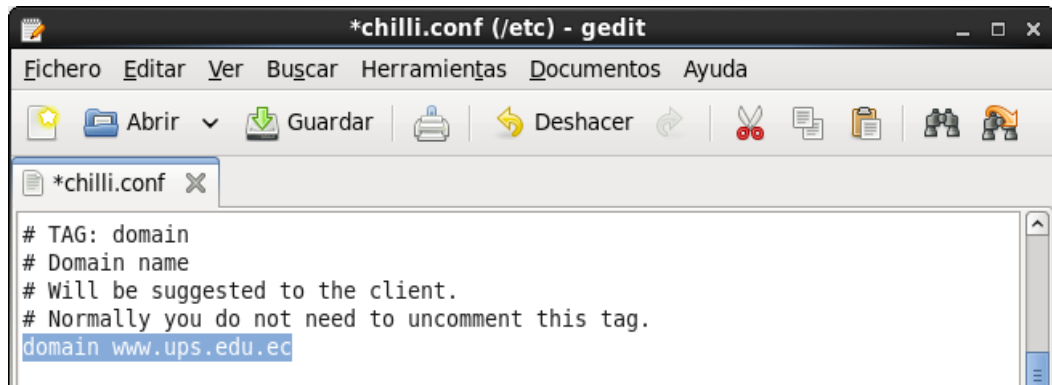 *chilli.conf (/etc) - gedit
Fichero Editar Ver Buscar Herramientas Documentos Ayuda
Abrir Guardar Deshacer
*chilli.conf
# TAG: domain
# Domain name
# Will be suggested to the client.
# Normally you do not need to uncomment this tag.
domain www.ups.edu.ec